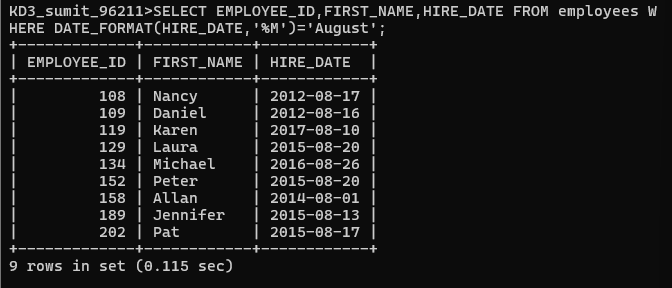 KD3_sumit_96211>SELECT EMPLOYEE_ID,FIRST_NAME,HIRE_DATE FROM employees W
HERE DATE_FORMAT(HIRE_DATE,'%M')='August';
+-------------+------------+------------+
| EMPLOYEE_ID | FIRST_NAME | HIRE_DATE  |
+-------------+------------+------------+
|         108 | Nancy      | 2012-08-17 |
|         109 | Daniel     | 2012-08-16 |
|         119 | Karen      | 2017-08-10 |
|         129 | Laura      | 2015-08-20 |
|         134 | Michael    | 2016-08-26 |
|         152 | Peter      | 2015-08-20 |
|         158 | Allan      | 2014-08-01 |
|         189 | Jennifer   | 2015-08-13 |
|         202 | Pat        | 2015-08-17 |
+-------------+------------+------------+
9 rows in set (0.115 sec)